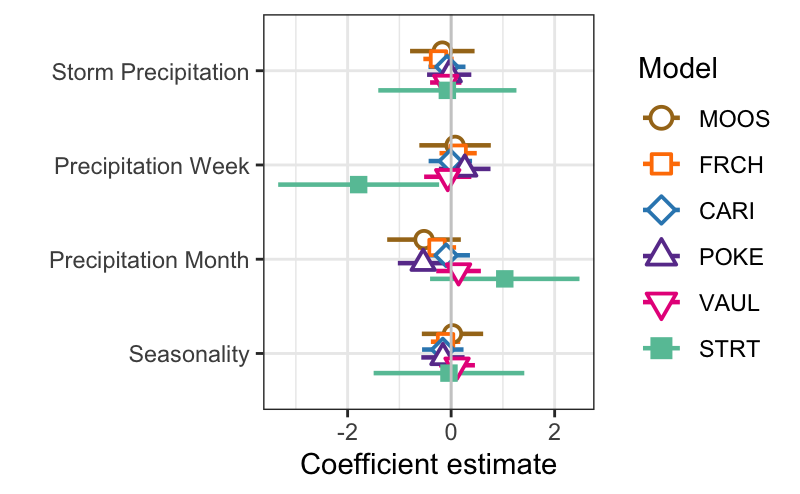 Storm Precipitation
Precipitation Week
Precipitation Month
Seasonality
-2 0 2
Coefficient estimate
Model
MOOS
FRCH
CARI
POKE
VAUL
STRT